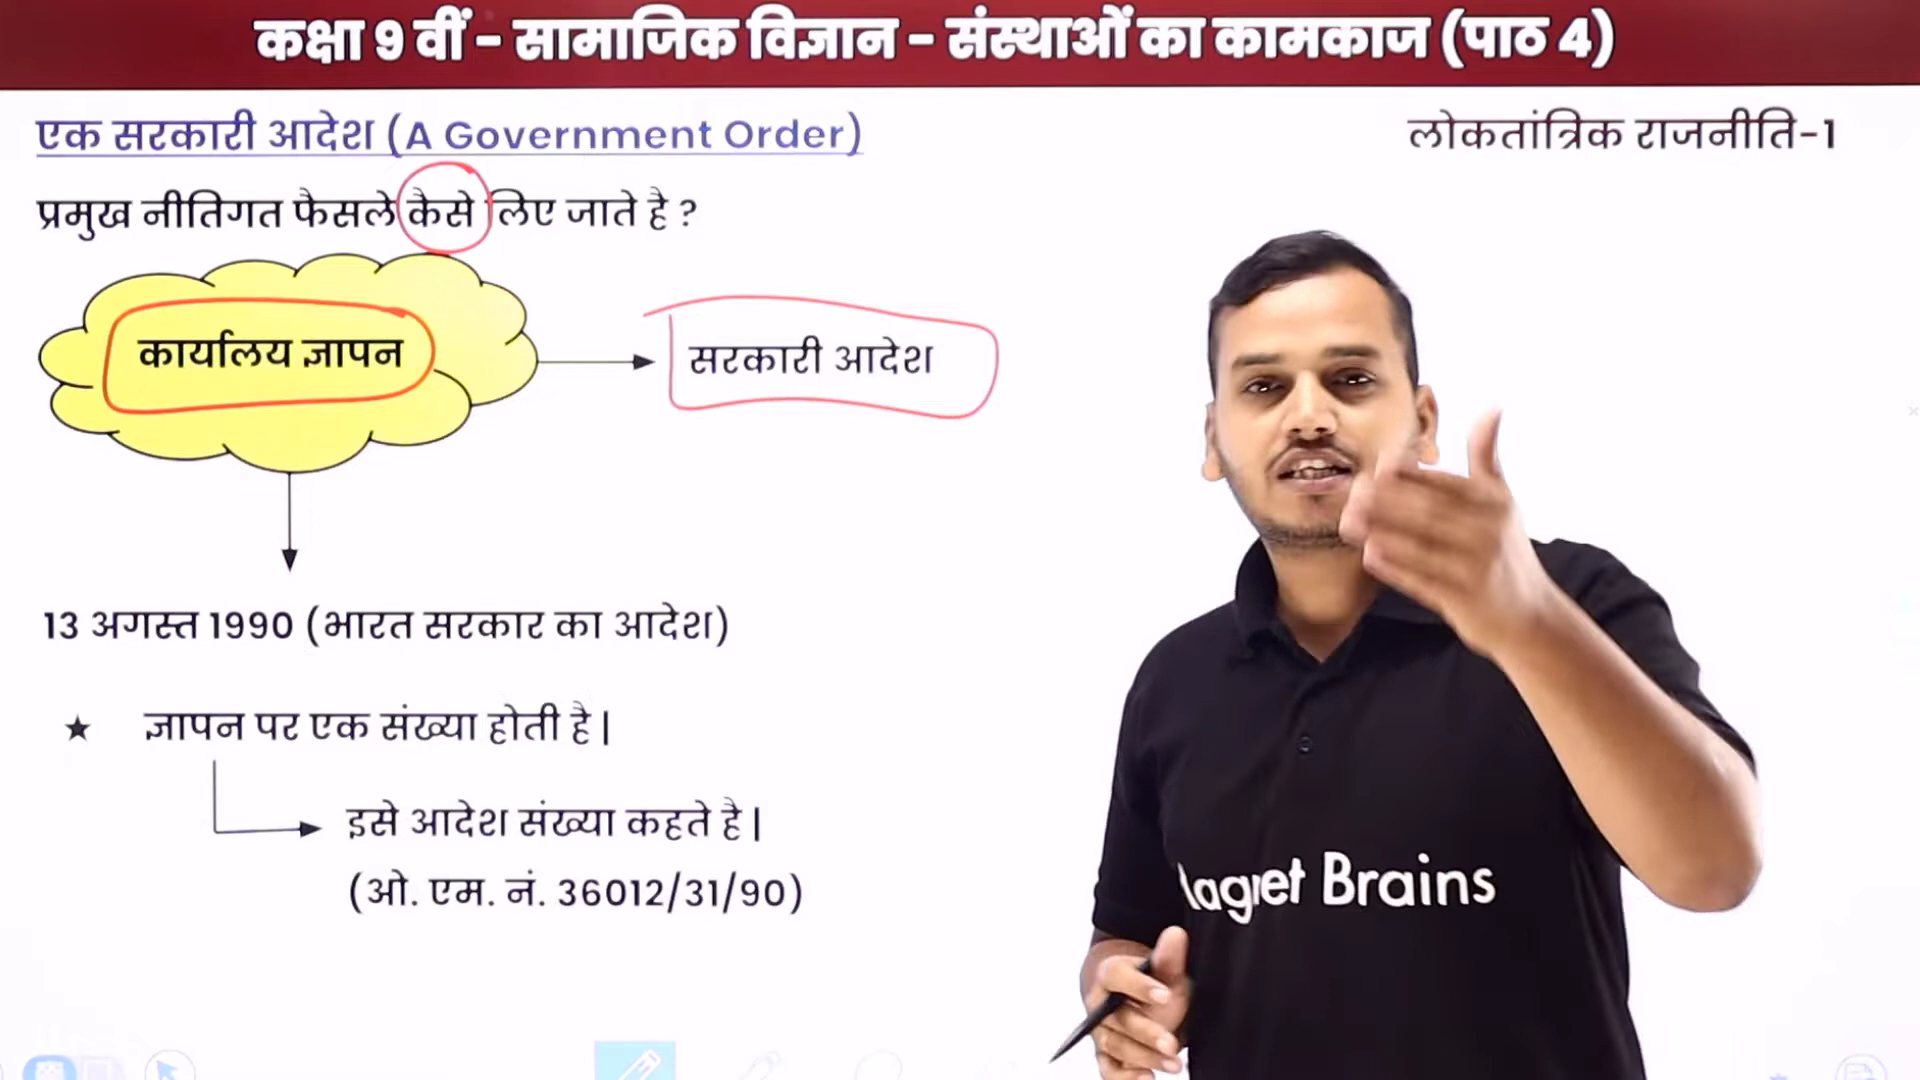 कक्षा 9 वीं - सामाजिक विज्ञान - संस्थाओं का कामकाज (पाठ 4)
एक सरकारी आदेश (A Government Order)
लोकतांत्रिक राजनीति-1
प्रमुख नीतिगत फैसले कैसे लिए जाते है ?
कार्यालय ज्ञापन
सरकारी आदेश
13 अगस्त 1990 (भारत सरकार का आदेश)
★ ज्ञापन पर एक संख्या होती है |
इसे आदेश संख्या कहते है |
(ओ. एम. नं. 36012/31/90)
agnet Brains